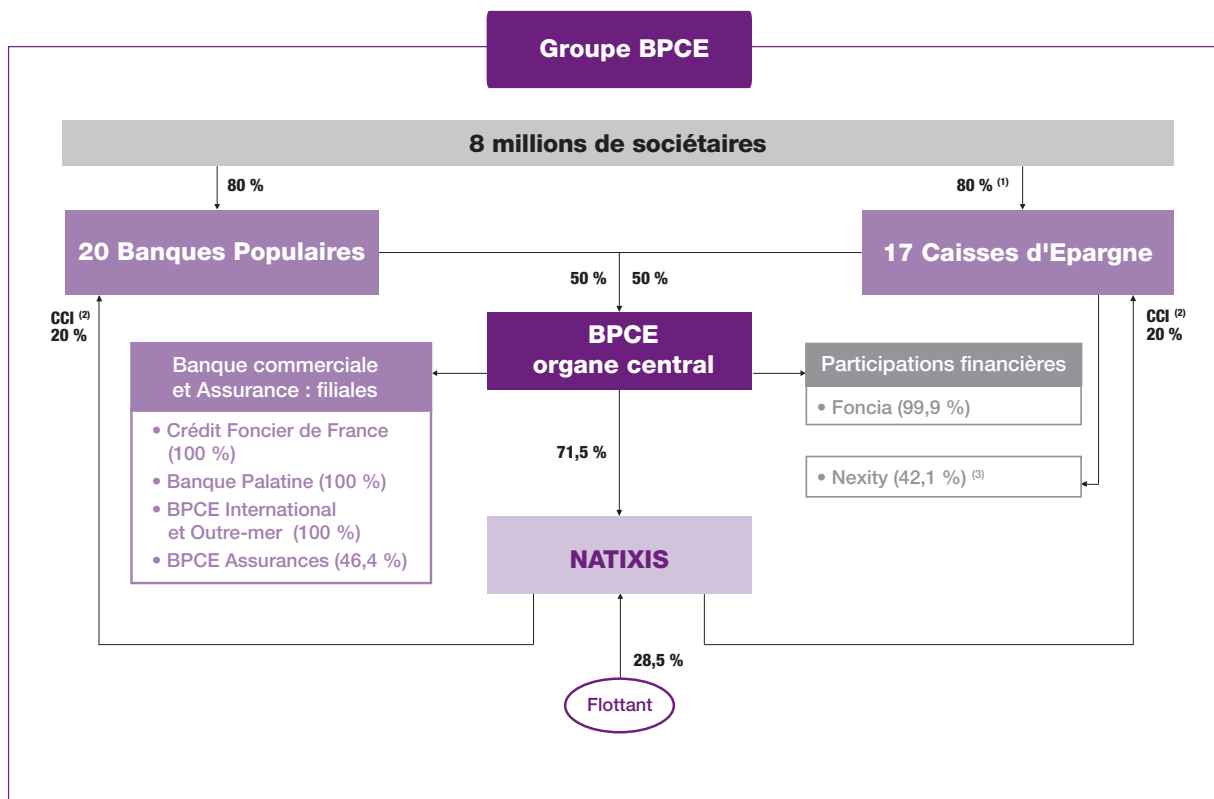 Groupe BPCE
8 millions de sociétaires
80 %
80 % (1)
20 Banques Populaires
17 Caisses d'Epargne
50 %
50 %
CCI (2)
20 %
CCI (2)
20 %
BPCE
organe central
Banque commerciale
et Assurance : filiales
• Crédit Foncier de France
(100 %)
• Banque Palatine (100 %)
• BPCE International
et Outre-mer (100 %)
• BPCE Assurances (46,4 %)
Participations financières
• Foncia (99,9 %)
• Nexity (42,1 %) (3)
71,5 %
NATIXIS
28,5 %
Flottant